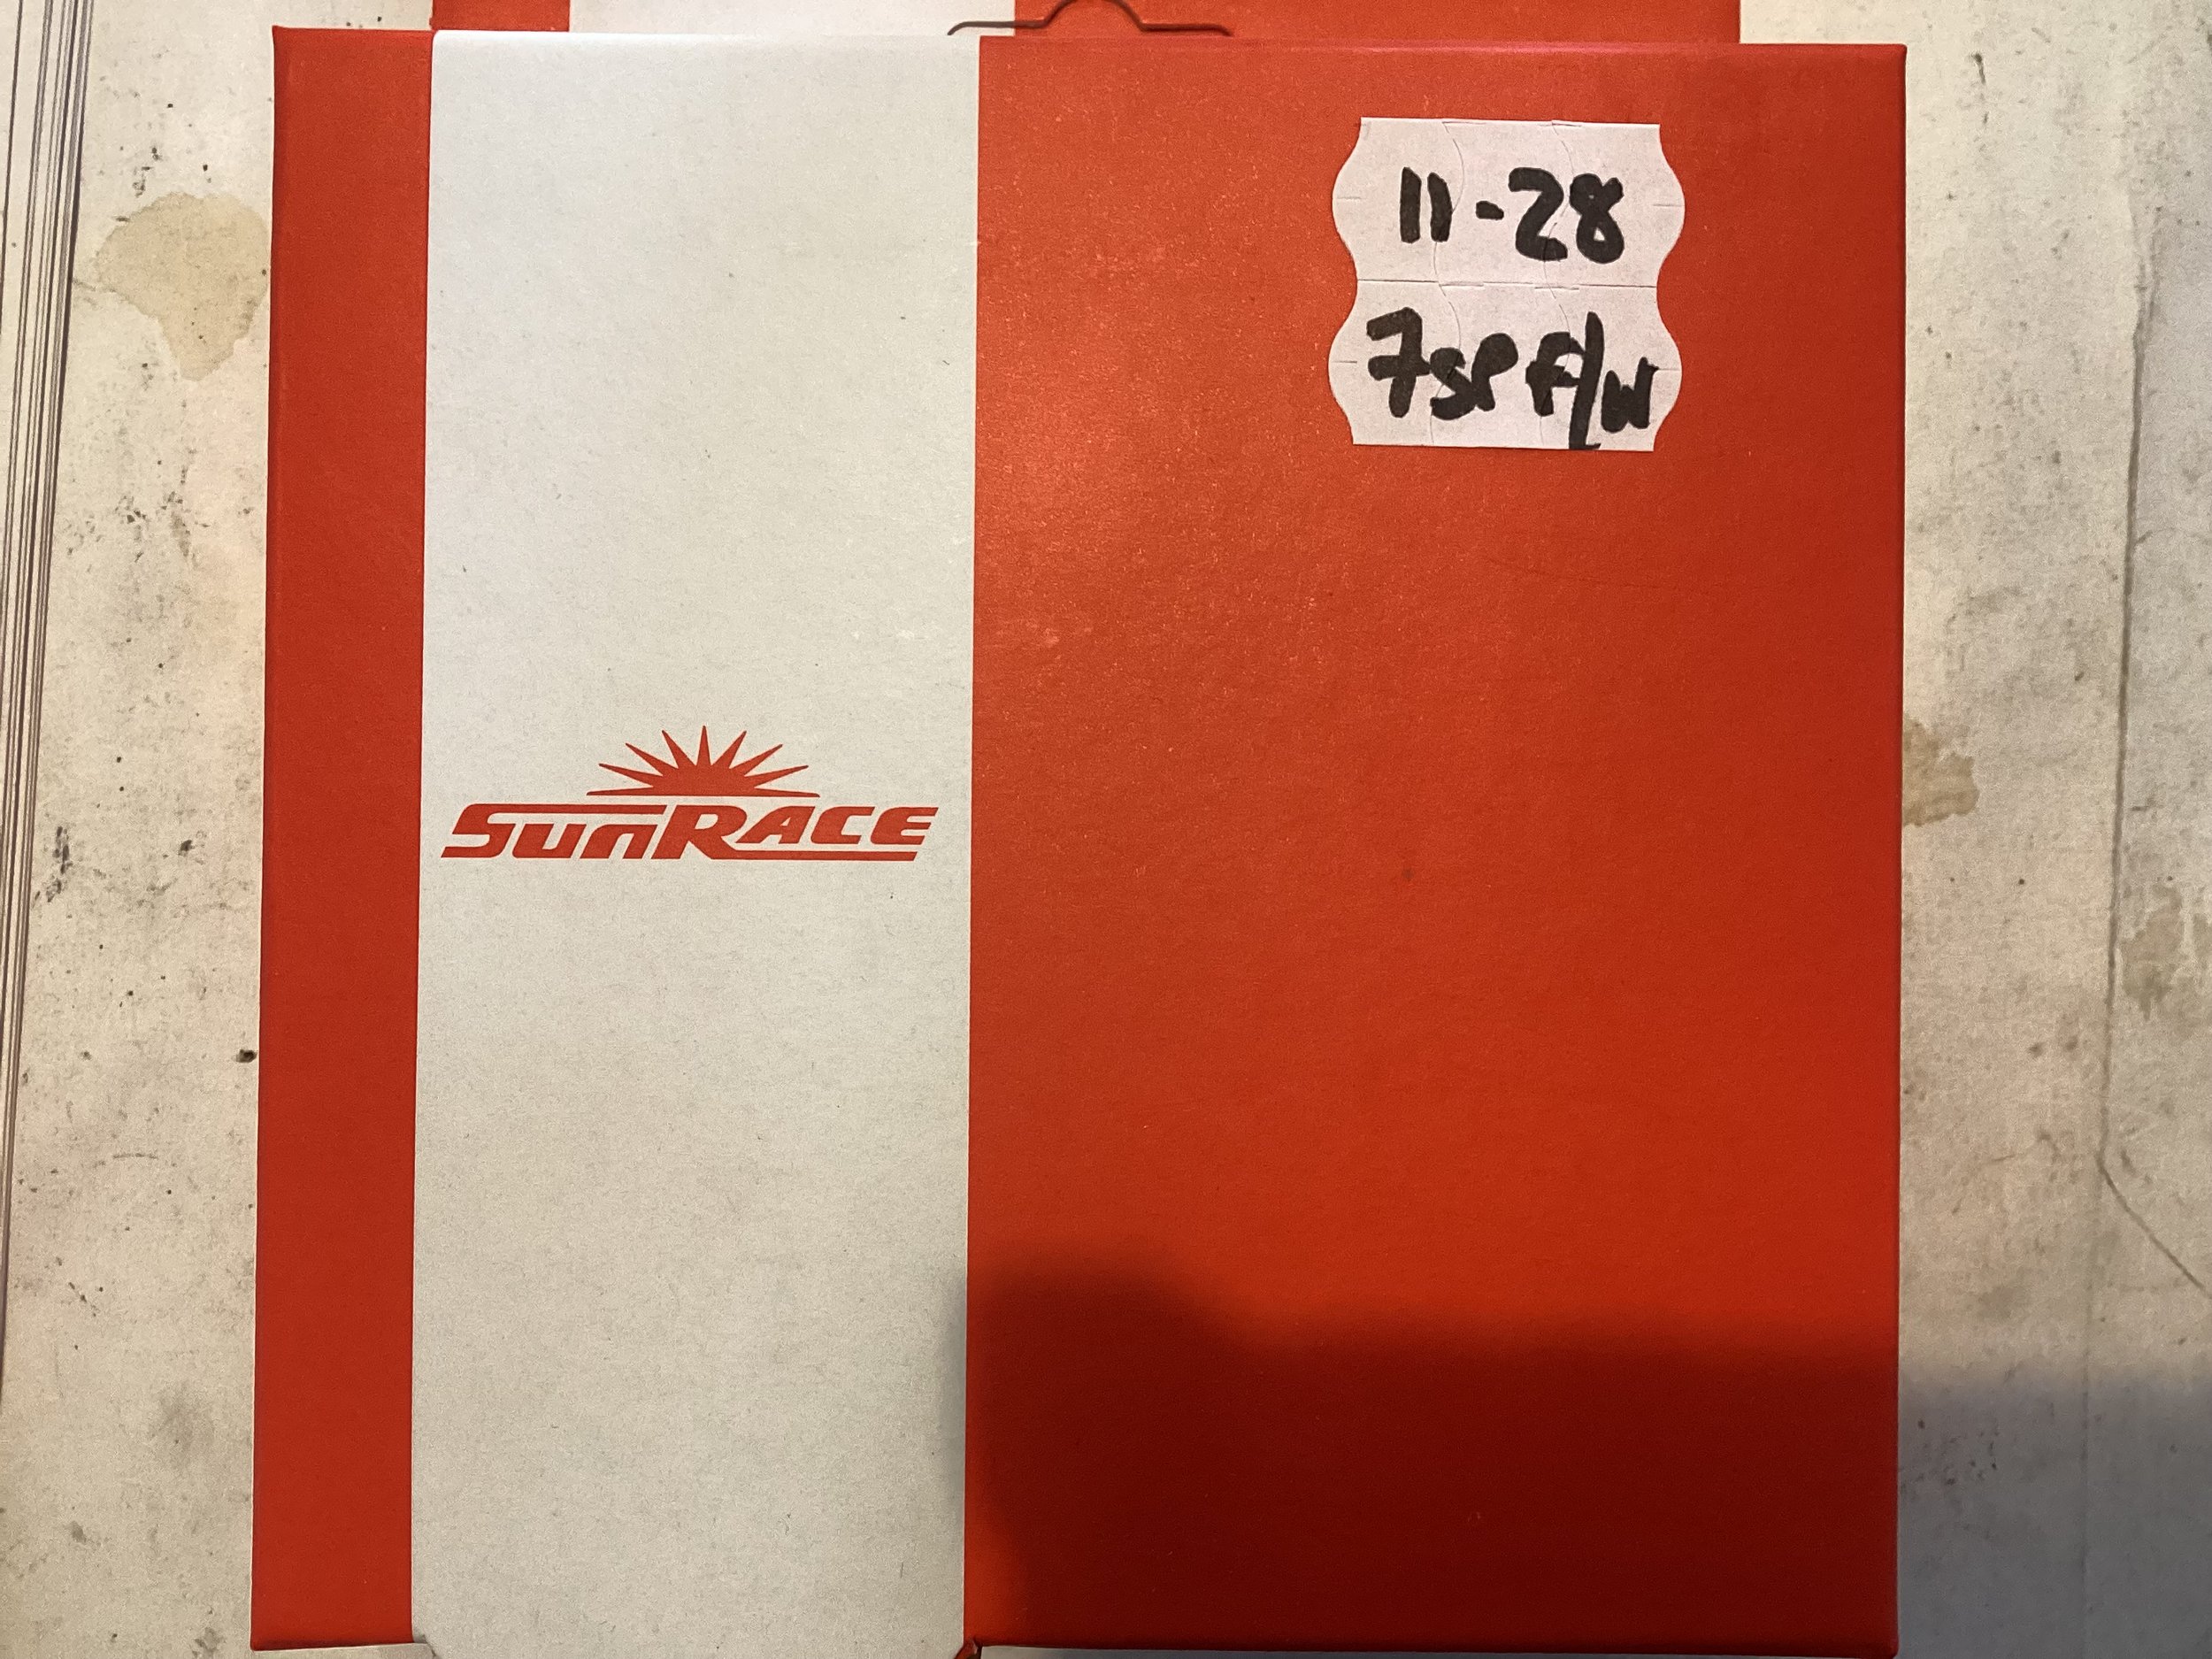 11-28
7SP F/W
SunRACE